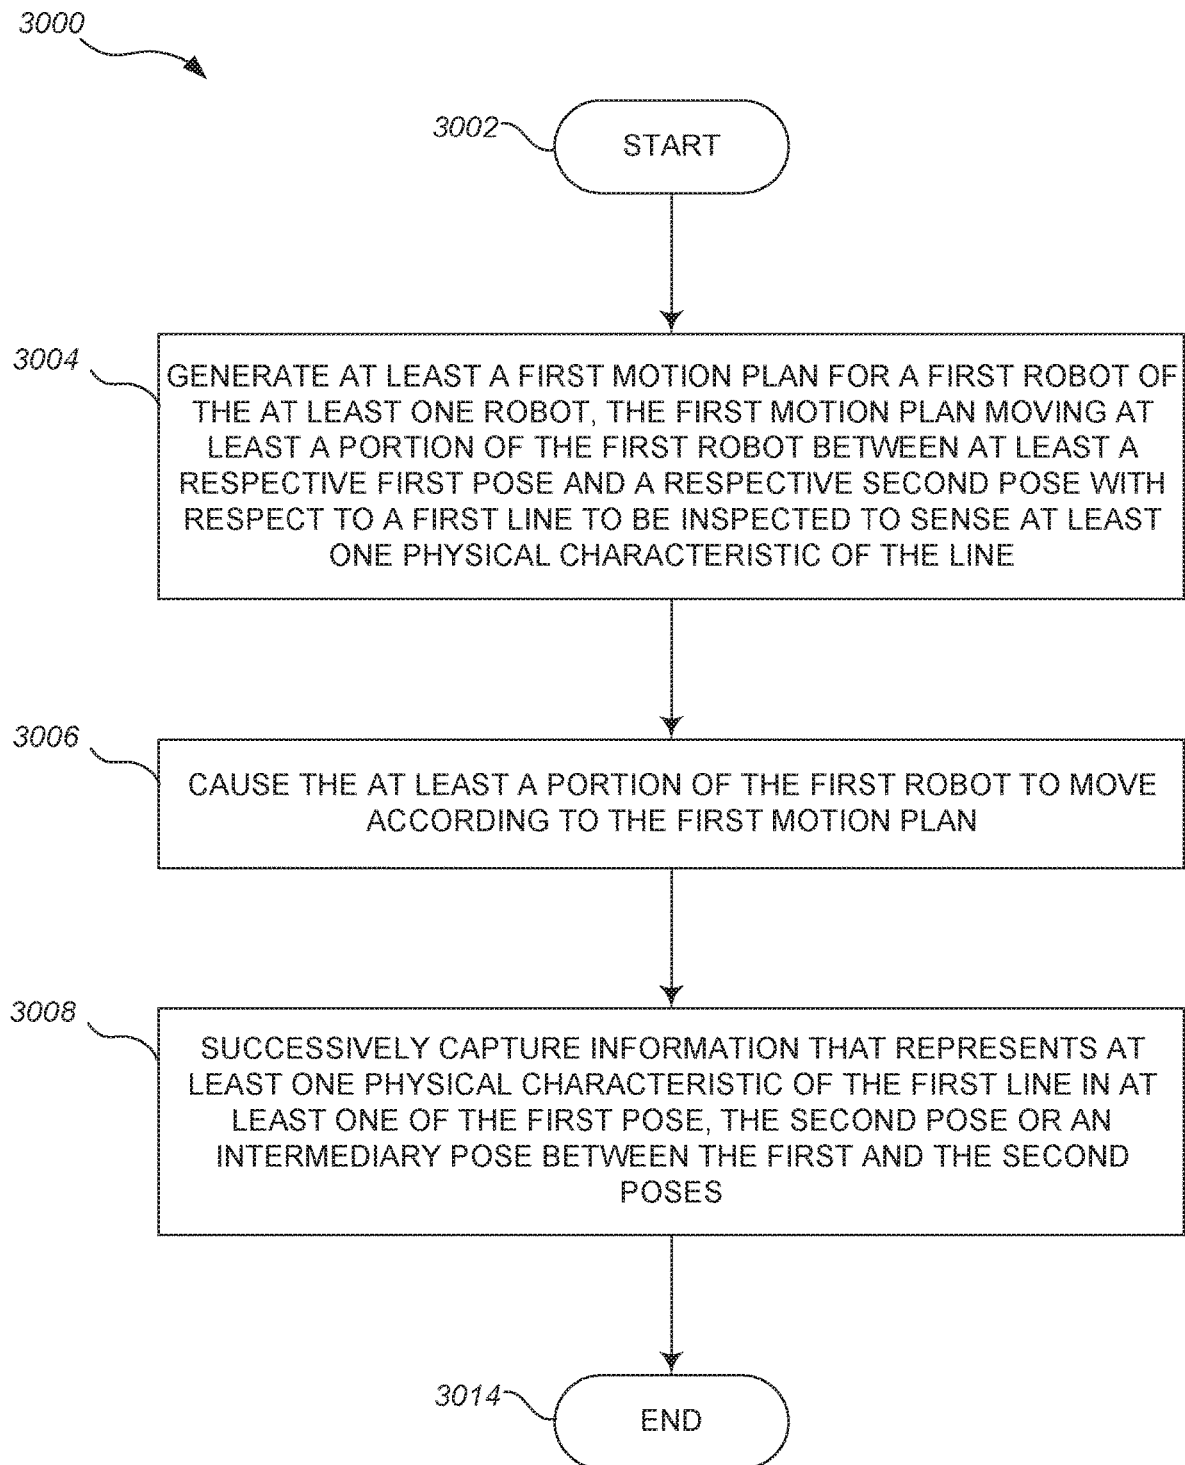 3000
3002
START
3004
GENERATE AT LEAST A FIRST MOTION PLAN FOR A FIRST ROBOT OF
THE AT LEAST ONE ROBOT, THE FIRST MOTION PLAN MOVING AT
LEAST A PORTION OF THE FIRST ROBOT BETWEEN AT LEAST A
RESPECTIVE FIRST POSE AND A RESPECTIVE SECOND POSE WITH
RESPECT TO A FIRST LINE TO BE INSPECTED TO SENSE AT LEAST
ONE PHYSICAL CHARACTERISTIC OF THE LINE
3006
CAUSE THE AT LEAST A PORTION OF THE FIRST ROBOT TO MOVE
ACCORDING TO THE FIRST MOTION PLAN
3008
SUCCESSIVELY CAPTURE INFORMATION THAT REPRESENTS AT
LEAST ONE PHYSICAL CHARACTERISTIC OF THE FIRST LINE IN AT
LEAST ONE OF THE FIRST POSE, THE SECOND POSE OR AN
INTERMEDIARY POSE BETWEEN THE FIRST AND THE SECOND
POSES
3014
END